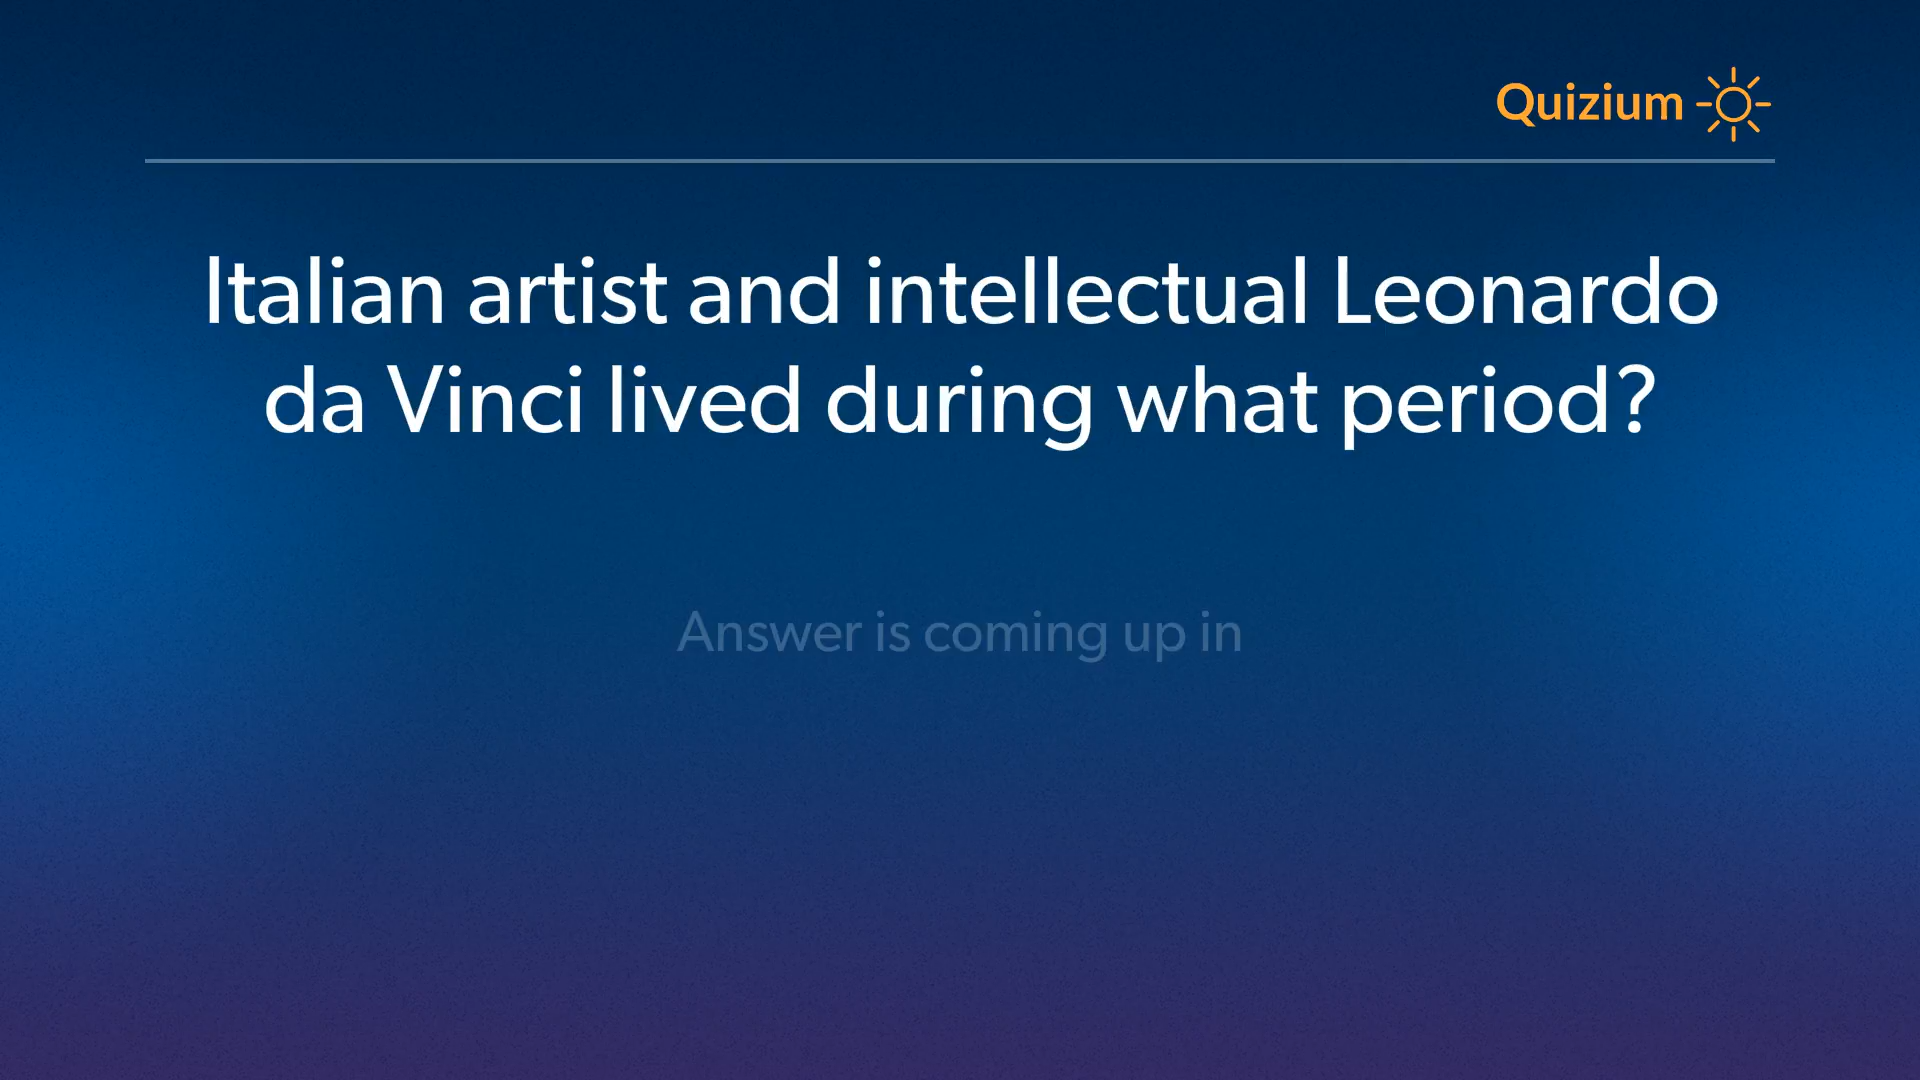 Quizium
Italian artist and intellectual Leonardo
da Vinci lived during what period?
Answer is coming up in